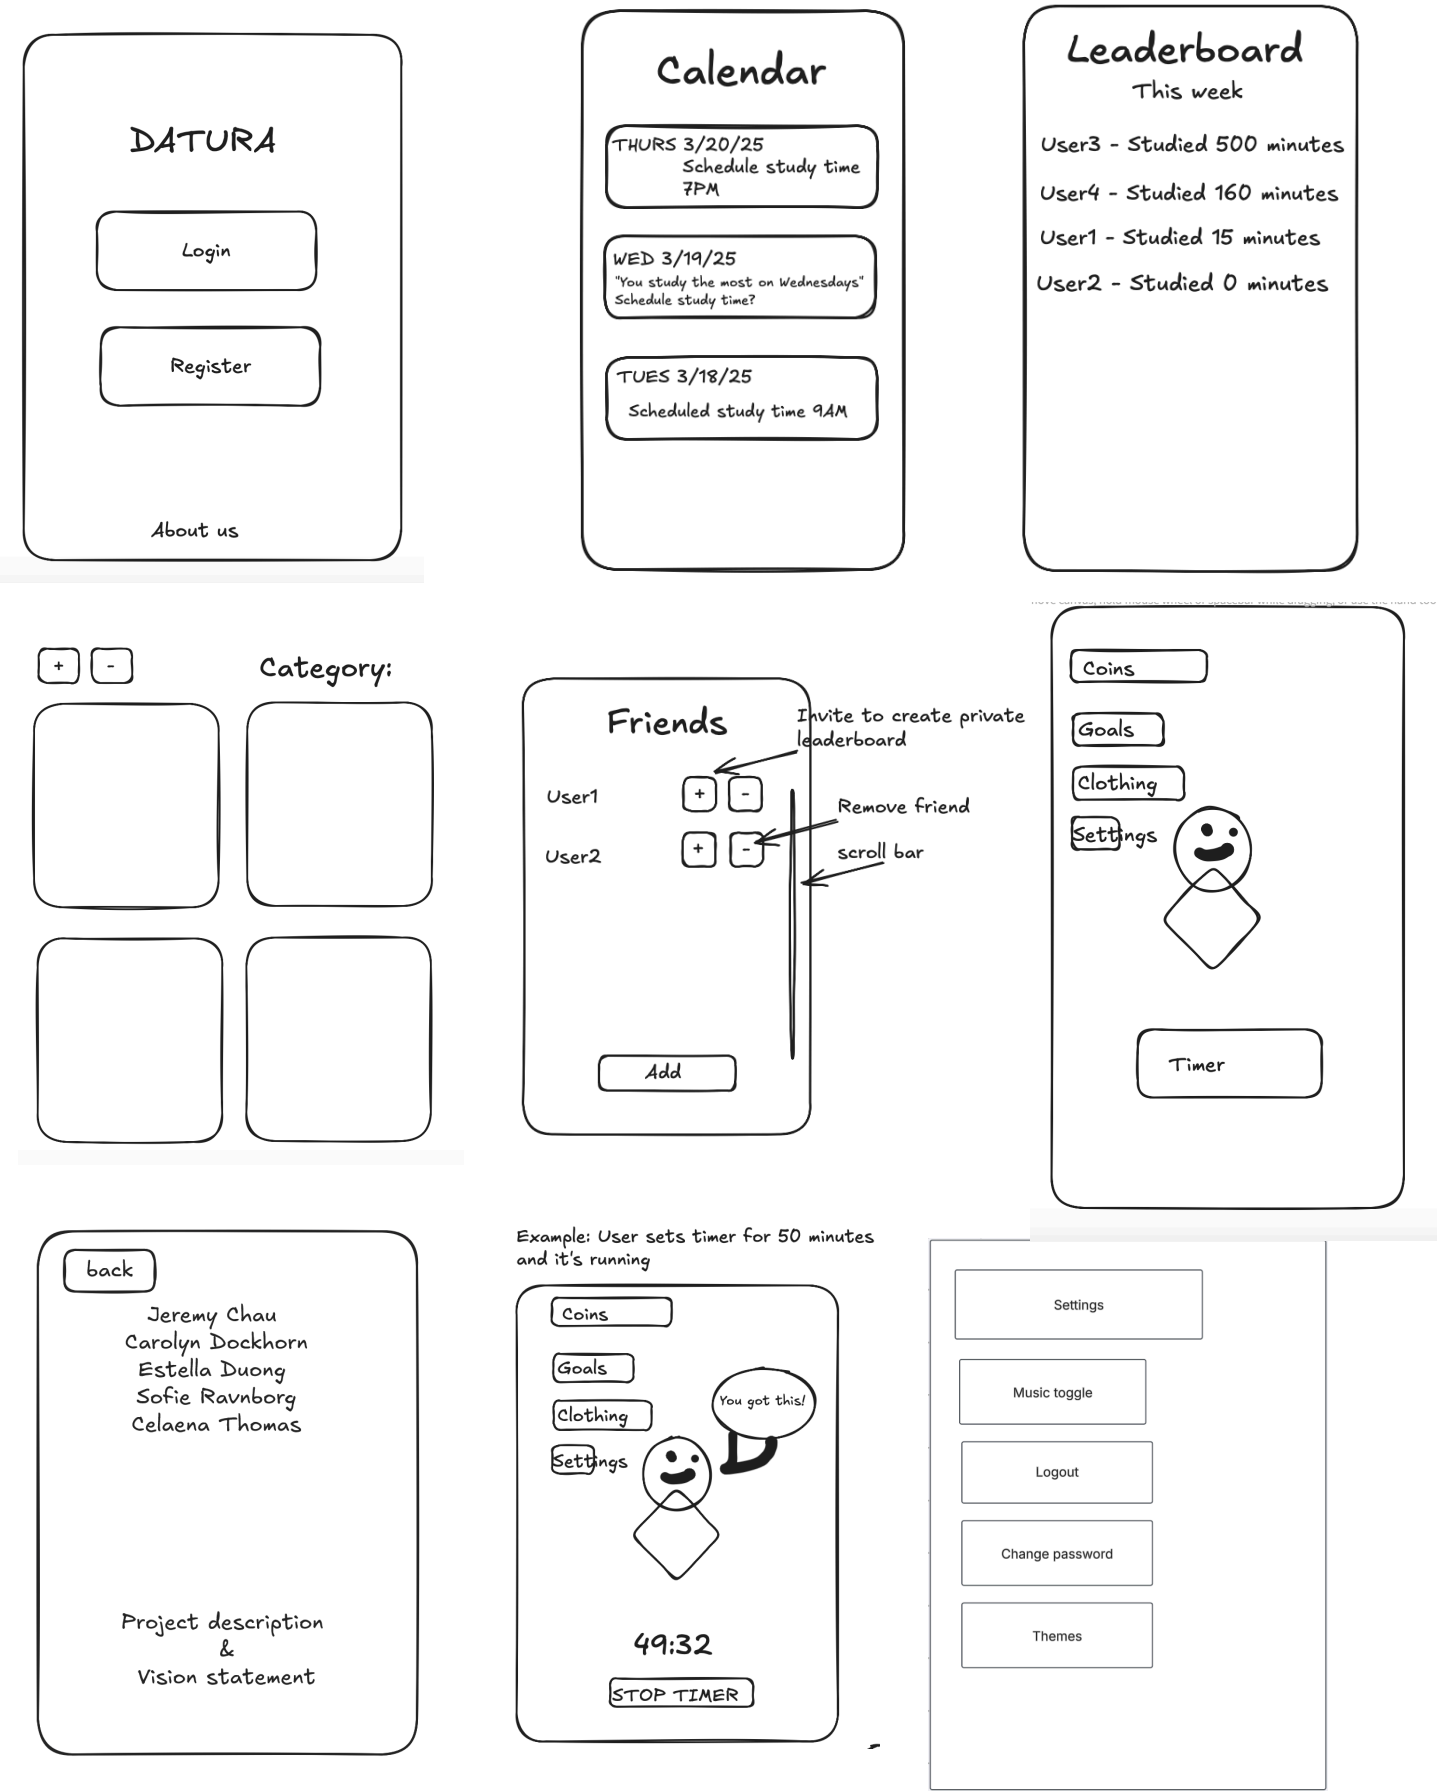 DATURA
Login
Register
About us
Calendar
THURS 3/20/25
Schedule study time
7PM
WED 3/19/25
"You study the most on Wednesdays"
Schedule study time?
TUES 3/18/25
Scheduled study time 9AM
Leaderboard
This week
User3 - Studied 500 minutes
User4 - Studied 160 minutes
User1 - Studied 15 minutes
User2 - Studied 0 minutes
+ -
Category:
Friends
Invite to create private
leaderboard
User1
+ -
Remove friend
User2
+ -
scroll bar
Add
Coins
Goals
Clothing
Settings
Timer
back
Jeremy Chau
Carolyn Dockhorn
Estella Duong
Sofie Ravnborg
Celaena Thomas
Project description
&
Vision statement
Example: User sets timer for 50 minutes
and it's running
Coins
Goals
Clothing
Settings
You got this!
49:32
STOP TIMER
Settings
Music toggle
Logout
Change password
Themes